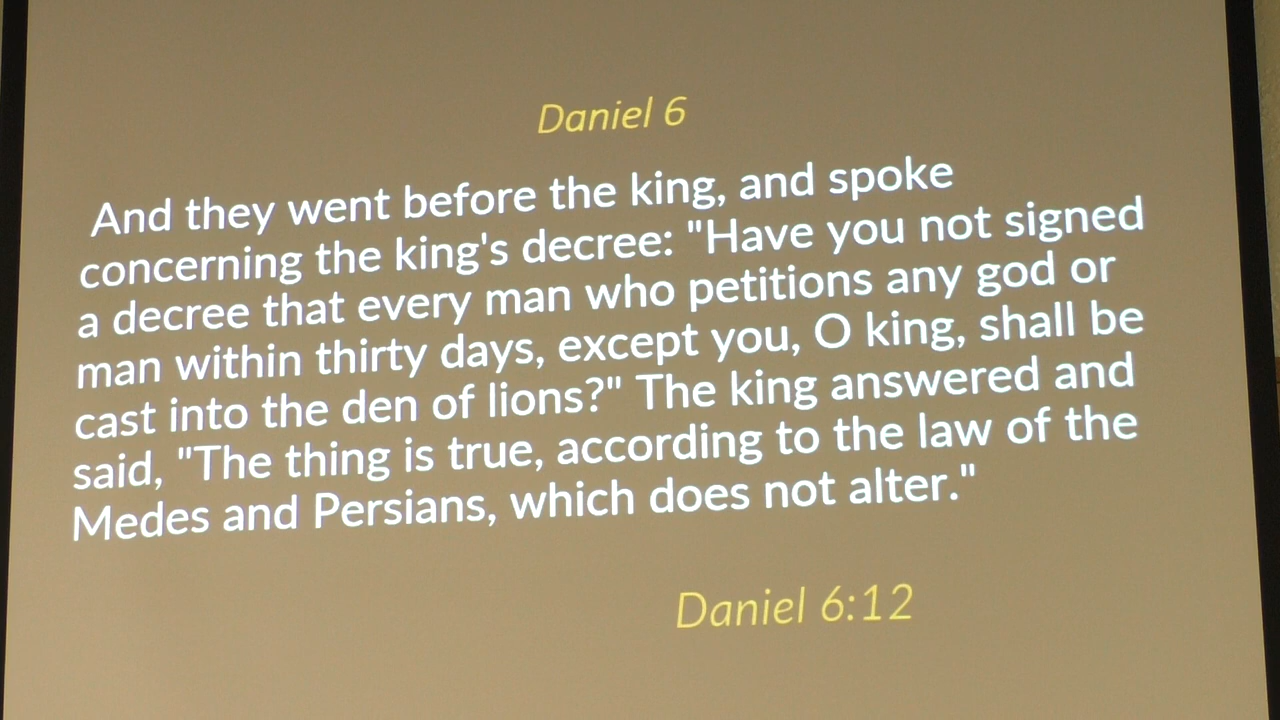 Daniel 6
And they went before the king, and spoke
concerning the king's decree: "Have you not signed
a decree that every man who petitions any god or
man within thirty days, except you, O king, shall be
cast into the den of lions?" The king answered and
said, "The thing is true, according to the law of the
Medes and Persians, which does not alter."
Daniel 6:12